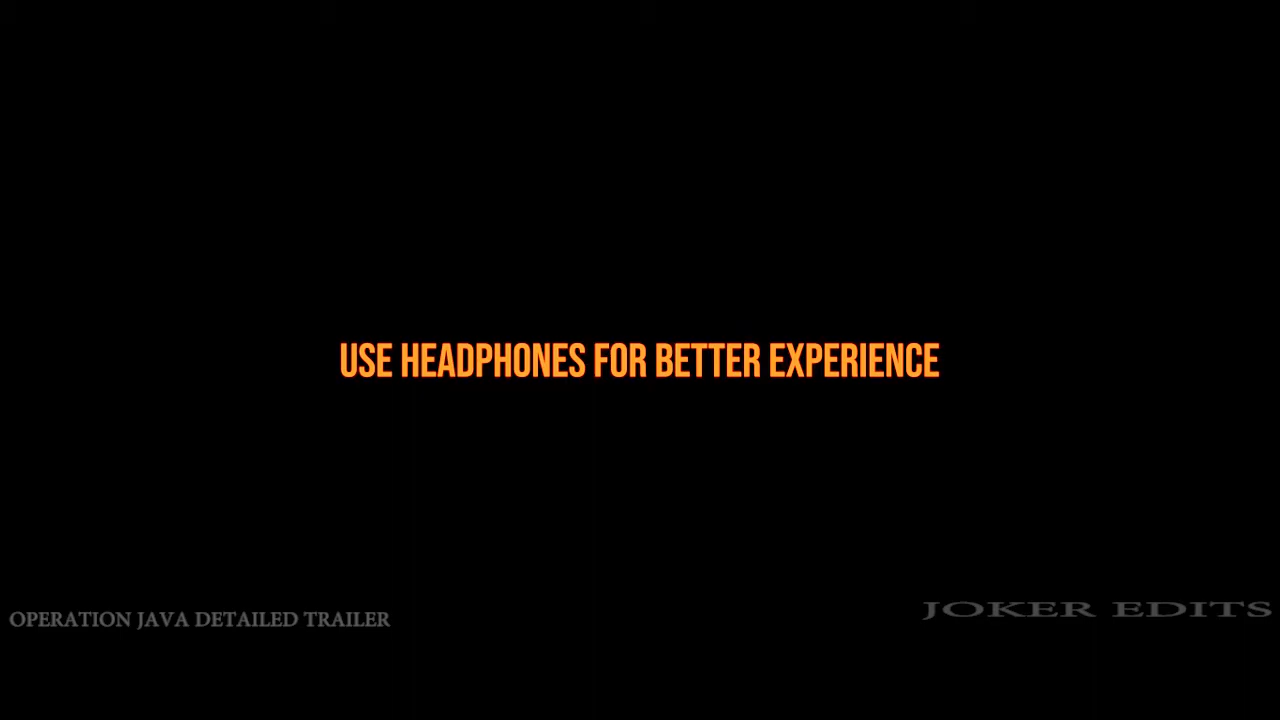 USE HEADPHONES FOR BETTER EXPERIENCE
OPERATION JAVA DETAILED TRAILER
JOKER EDITS